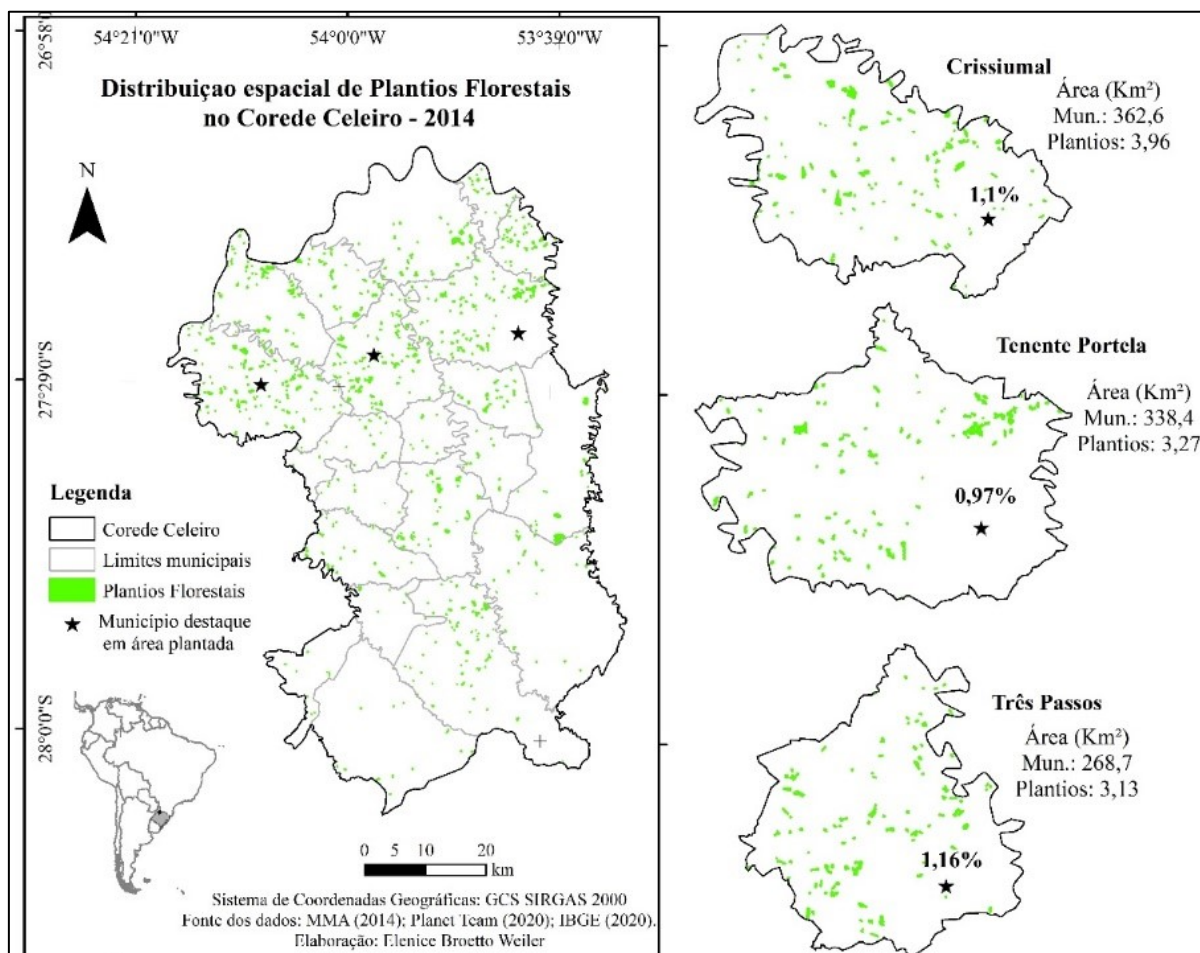 54°21'0"W
54°0'0"W
53°39'0"W
26°58'0
27°29'0"S
28°0'0"S
Distribuiçao espacial de Plantios Florestais
no Corede Celeiro - 2014
N
Legenda
Corede Celeiro
Limites municipais
Plantios Florestais
Município destaque
em área plantada
0 5 10 20
km
Sistema de Coordenadas Geográficas: GCS SIRGAS 2000
Fonte dos dados: MMA (2014); Planet Team (2020); IBGE (2020).
Elaboração: Elenice Broetto Weiler
Crissiumal
Área (Km²)
Mun.: 362,6
Plantios: 3,96
1,1%
Tenente Portela
Área (Km²)
Mun.: 338,4
Plantios: 3,27
0,97%
Três Passos
Área (Km²)
Mun.: 268,7
Plantios: 3,13
1,16%